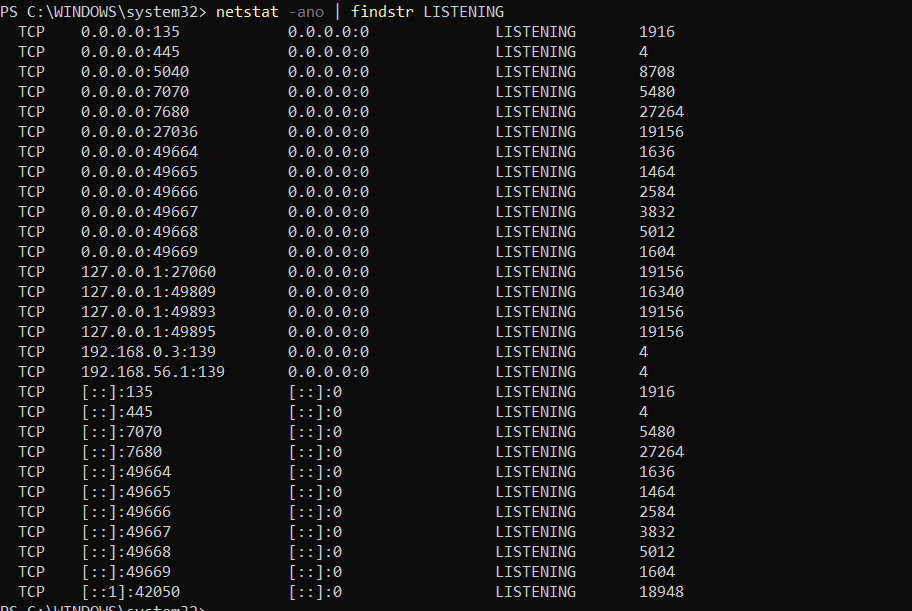 PS C:\WINDOWS\system32> netstat -ano | findstr LISTENING
TCP 0.0.0.0:135 0.0.0.0:0 LISTENING 1916
TCP 0.0.0.0:445 0.0.0.0:0 LISTENING 4
TCP 0.0.0.0:5040 0.0.0.0:0 LISTENING 8708
TCP 0.0.0.0:7070 0.0.0.0:0 LISTENING 5480
TCP 0.0.0.0:7680 0.0.0.0:0 LISTENING 27264
TCP 0.0.0.0:27036 0.0.0.0:0 LISTENING 19156
TCP 0.0.0.0:49664 0.0.0.0:0 LISTENING 1636
TCP 0.0.0.0:49665 0.0.0.0:0 LISTENING 1464
TCP 0.0.0.0:49666 0.0.0.0:0 LISTENING 2584
TCP 0.0.0.0:49667 0.0.0.0:0 LISTENING 3832
TCP 0.0.0.0:49668 0.0.0.0:0 LISTENING 5012
TCP 0.0.0.0:49669 0.0.0.0:0 LISTENING 1604
TCP 127.0.0.1:27060 0.0.0.0:0 LISTENING 19156
TCP 127.0.0.1:49809 0.0.0.0:0 LISTENING 16340
TCP 127.0.0.1:49893 0.0.0.0:0 LISTENING 19156
TCP 127.0.0.1:49895 0.0.0.0:0 LISTENING 19156
TCP 192.168.0.3:139 0.0.0.0:0 LISTENING 4
TCP 192.168.56.1:139 0.0.0.0:0 LISTENING 4
TCP [::]:135 [::]:0 LISTENING 1916
TCP [::]:445 [::]:0 LISTENING 4
TCP [::]:7070 [::]:0 LISTENING 5480
TCP [::]:7680 [::]:0 LISTENING 27264
TCP [::]:49664 [::]:0 LISTENING 1636
TCP [::]:49665 [::]:0 LISTENING 1464
TCP [::]:49666 [::]:0 LISTENING 2584
TCP [::]:49667 [::]:0 LISTENING 3832
TCP [::]:49668 [::]:0 LISTENING 5012
TCP [::]:49669 [::]:0 LISTENING 1604
TCP [::1]:42050 [::]:0 LISTENING 18948
PS C:\WINDOWS\system32>